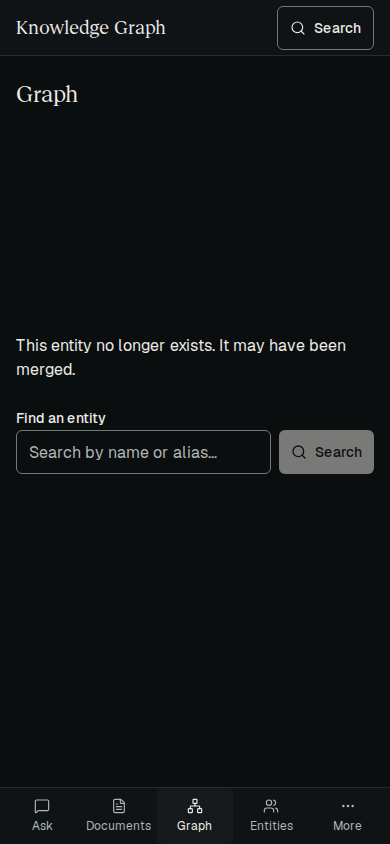 Knowledge Graph
Search
Graph
This entity no longer exists. It may have been
merged.
Find an entity
Search by name or alias...
Search
Ask
Documents
Graph
Entities
More